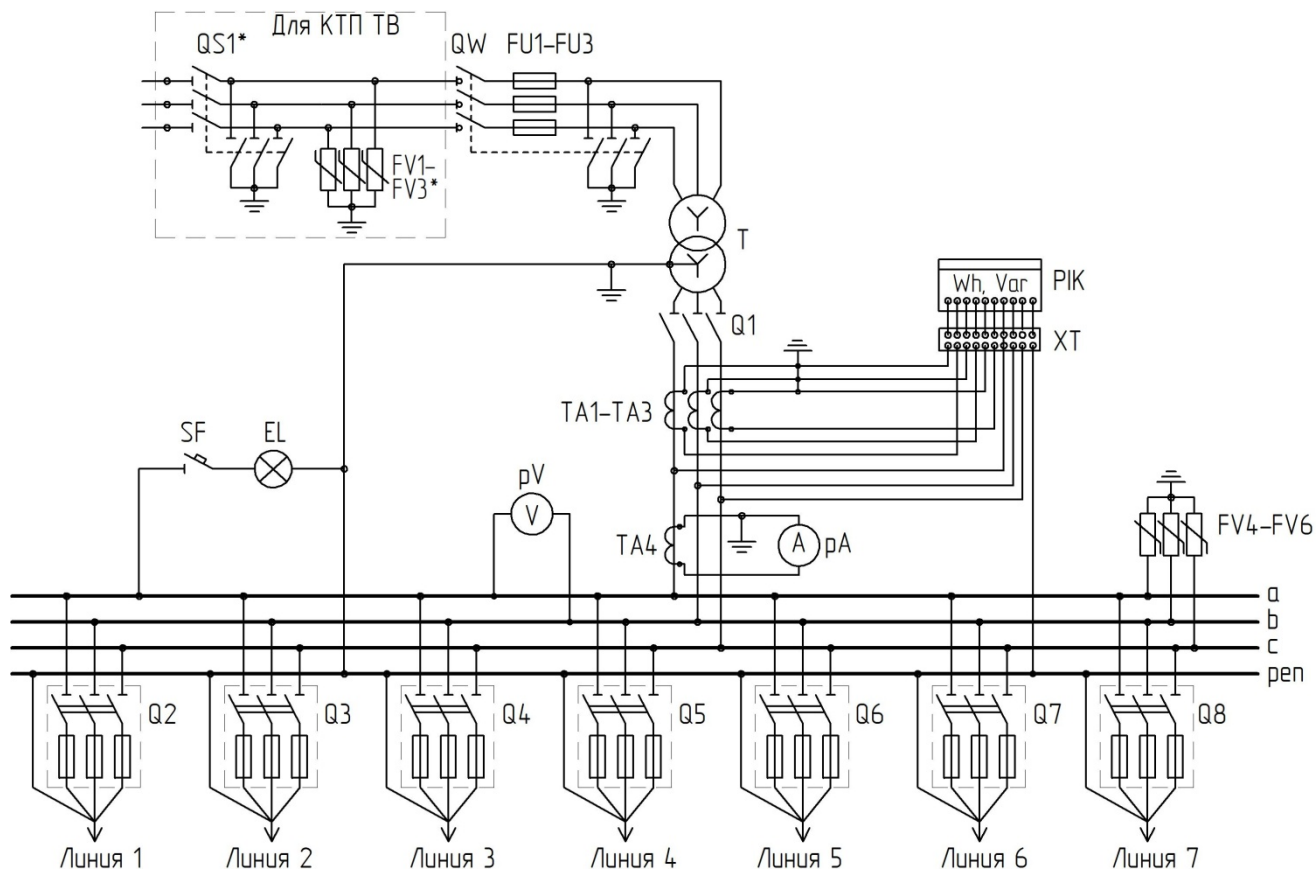 Для КТП ТВ
QS1*
QW
FU1-FU3
FV1-
FV3*
T
Wh, Var
PIK
XT
Q1
TA1-TA3
SF
EL
pV
V
TA4
A
pA
FV4-FV6
a
b
c
pen
Q2
Q3
Q4
Q5
Q6
Q7
Q8
Линия 1
Линия 2
Линия 3
Линия 4
Линия 5
Линия 6
Линия 7